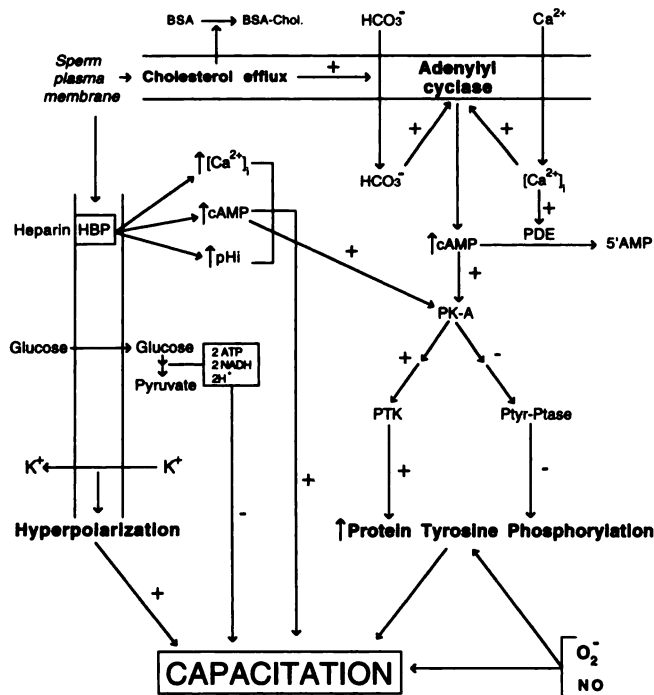 BSA → BSA-Chol.
HCO₃⁻
Ca²⁺
Sperm
plasma
membrane
Cholesterol efflux
+
Adenylyl
cyclase
+
+
HCO₃⁻
[Ca²⁺]i
+
PDE
↑cAMP
5'AMP
+
↑[Ca²⁺]i
↑cAMP
↑pHi
Heparin
HBP
+
PK-A
+
-
Glucose
Glucose
Pyruvate
2 ATP
2 NADH
2H⁺
PTK
Ptyr-Ptase
K⁺
K⁺
+
-
+
-
Hyperpolarization
↑Protein Tyrosine Phosphorylation
+
CAPACITATION
O₂⁻
NO